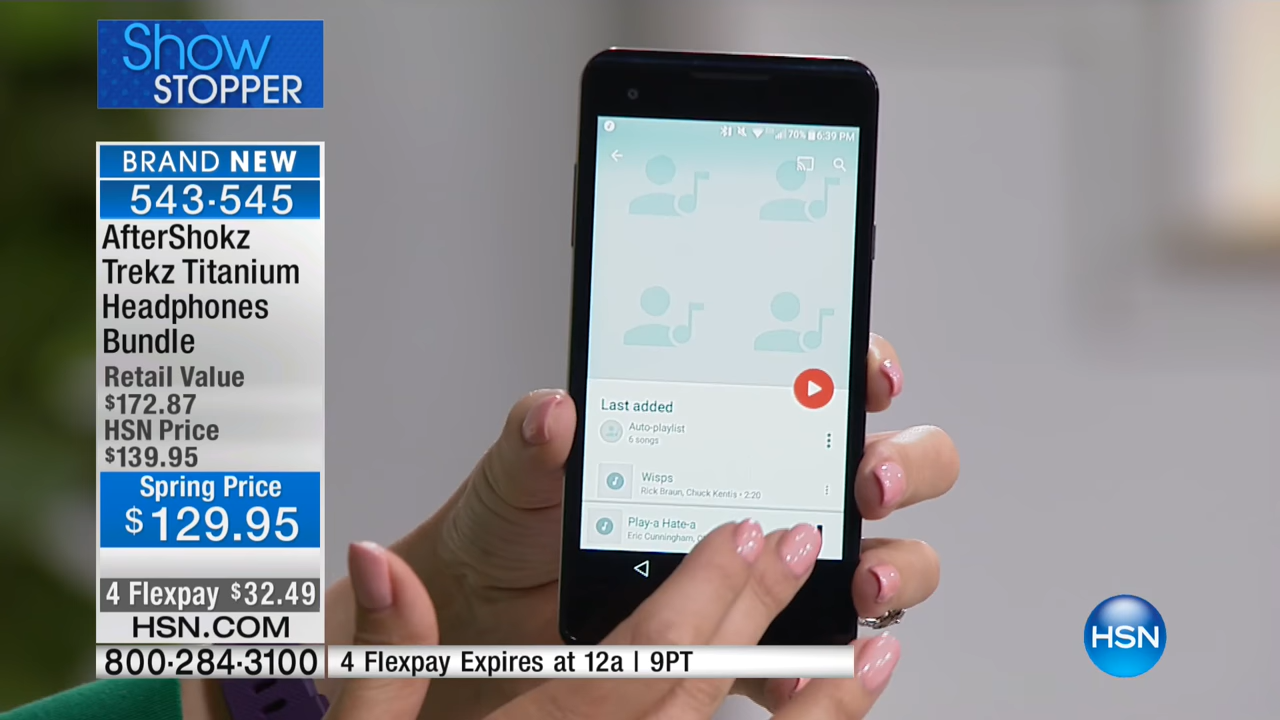 Show
STOPPER
BRAND NEW
543-545
AfterShokz
Trekz Titanium
Headphones
Bundle
Retail Value
$172.87
HSN Price
$139.95
Spring Price
$129.95
4 Flexpay $32.49
HSN.COM
800·284·3100
4 Flexpay Expires at 12a | 9PT
70% 6:39 PM
Last added
Auto-playlist
6 songs
Wisps
Rick Braun, Chuck Kentis • 2:20
Play-a Hate-a
Eric Cunningham,
HSN